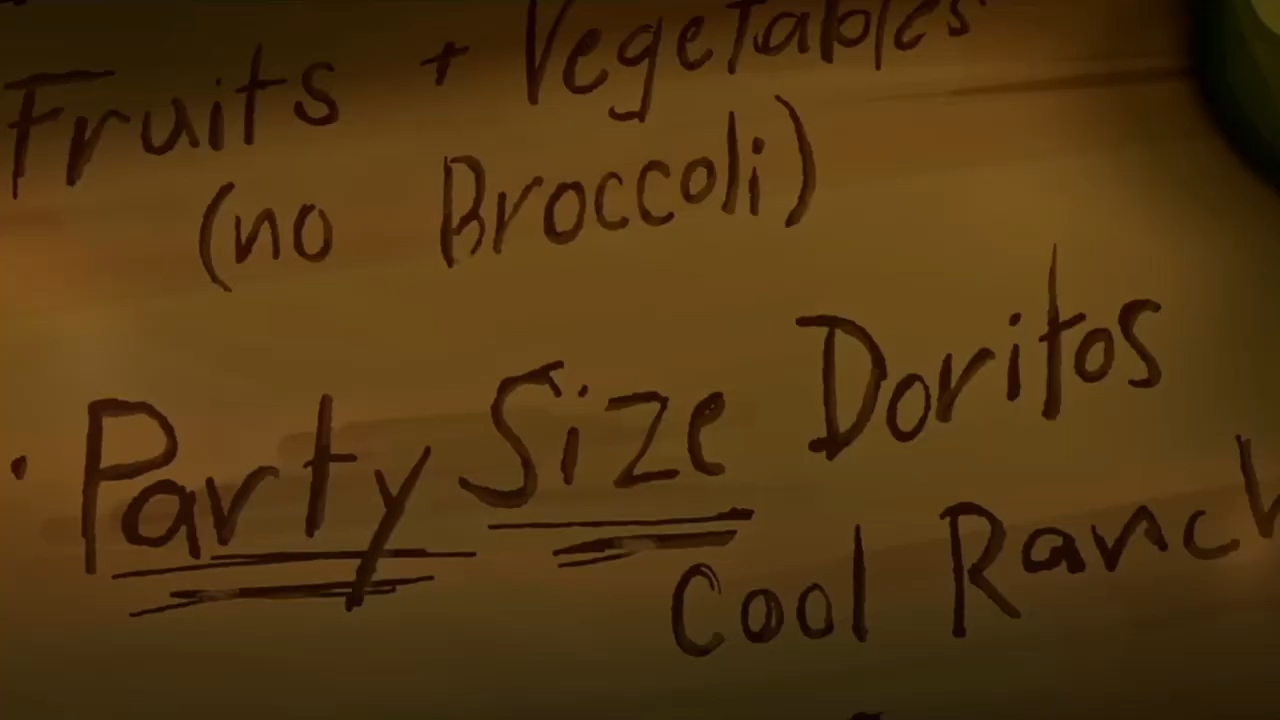 Fruits + Vegetables
(no Broccoli)
· Party Size Doritos
Cool Ranch